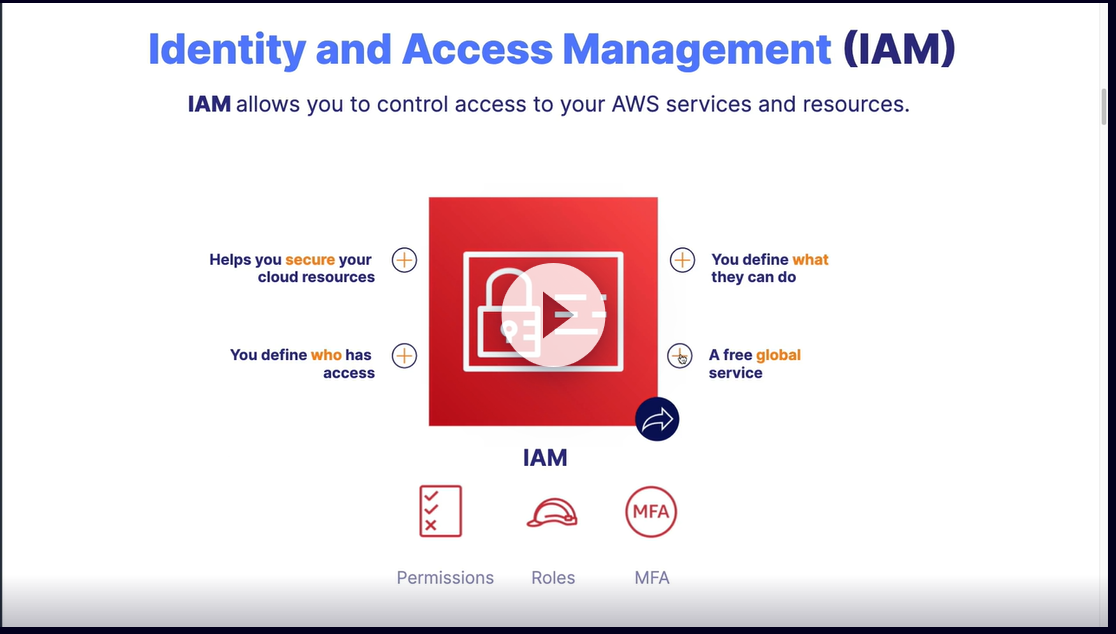 Identity and Access Management (IAM)
IAM allows you to control access to your AWS services and resources.
Helps you secure your
cloud resources
You define what
they can do
You define who has
access
A free global
service
IAM
MFA
Permissions
Roles
MFA